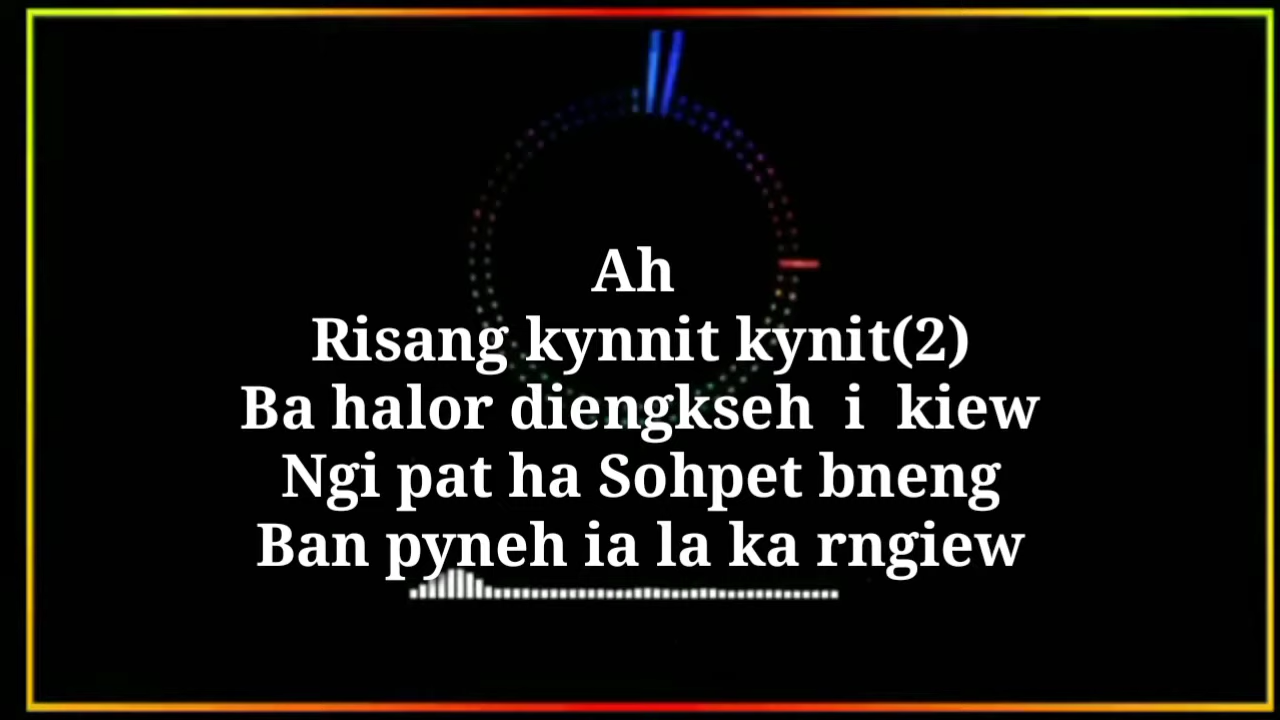 Ah
Risang kynnit kynit(2)
Ba halor diengkseh i kiew
Ngi pat ha Sohpet bneng
Ban pyneh ia la ka rngiew